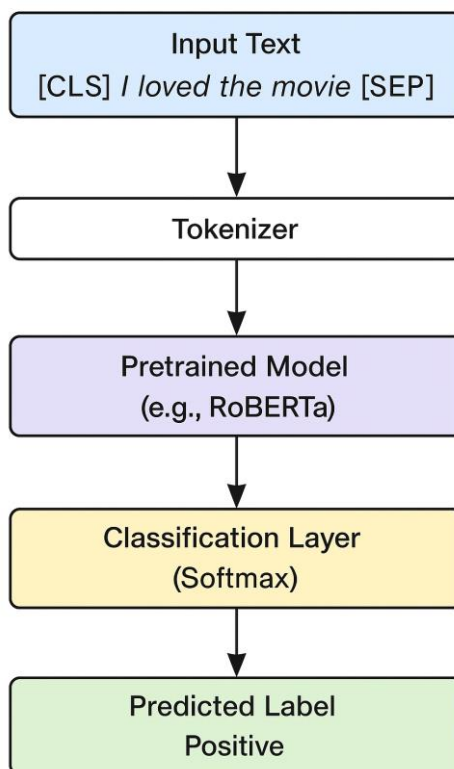 Input Text
[CLS] I loved the movie [SEP]
Tokenizer
Pretrained Model
(e.g., RoBERTa)
Classification Layer
(Softmax)
Predicted Label
Positive